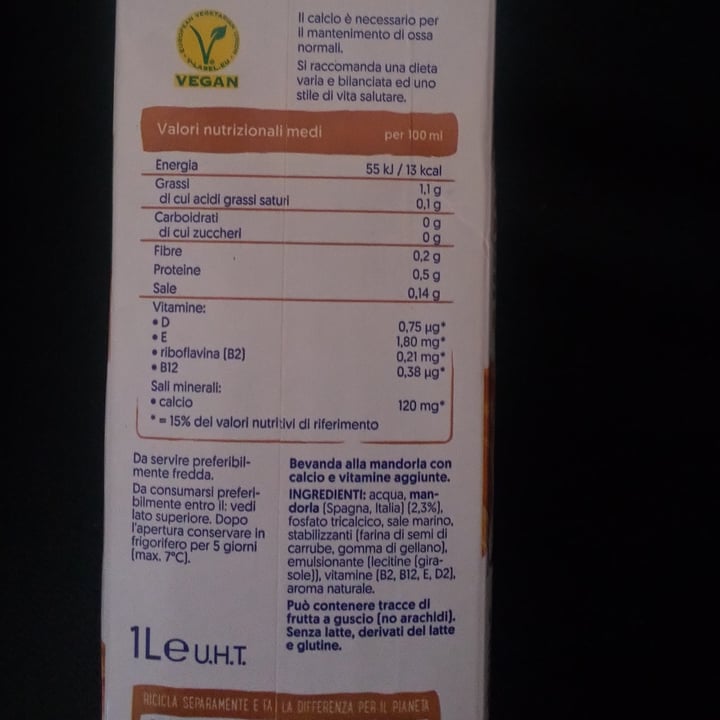 EUROPEAN VEGETARIAN UNION
V-LABEL.EU
VEGAN
Il calcio è necessario per
il mantenimento di ossa
normali.
Si raccomanda una dieta
varia e bilanciata ed uno
stile di vita salutare.
Valori nutrizionali medi per 100 ml
Energia 55 kJ / 13 kcal
Grassi 1,1 g
di cui acidi grassi saturi 0,1 g
Carboidrati 0 g
di cui zuccheri 0 g
Fibre 0,2 g
Proteine 0,5 g
Sale 0,14 g
Vitamine:
• D 0,75 µg*
• E 1,80 mg*
• riboflavina (B2) 0,21 mg*
• B12 0,38 µg*
Sali minerali:
• calcio 120 mg*
* = 15% dei valori nutritivi di riferimento
Da servire preferibil-
mente fredda.
Da consumarsi preferi-
bilmente entro il: vedi
lato superiore. Dopo
l'apertura conservare in
frigorifero per 5 giorni
(max. 7°C).
Bevanda alla mandorla con
calcio e vitamine aggiunte.
INGREDIENTI: acqua, man-
dorla (Spagna, Italia) (2,3%),
fosfato tricalcico, sale marino,
stabilizzanti (farina di semi di
carrube, gomma di gellano),
emulsionante (lecitine (gira-
sole)), vitamine (B2, B12, E, D2),
aroma naturale.
Può contenere tracce di
frutta a guscio (no arachidi).
Senza latte, derivati del latte
e glutine.
1L e U.H.T.
RICICLA SEPARAMENTE E FA LA DIFFERENZA PER IL PIANETA